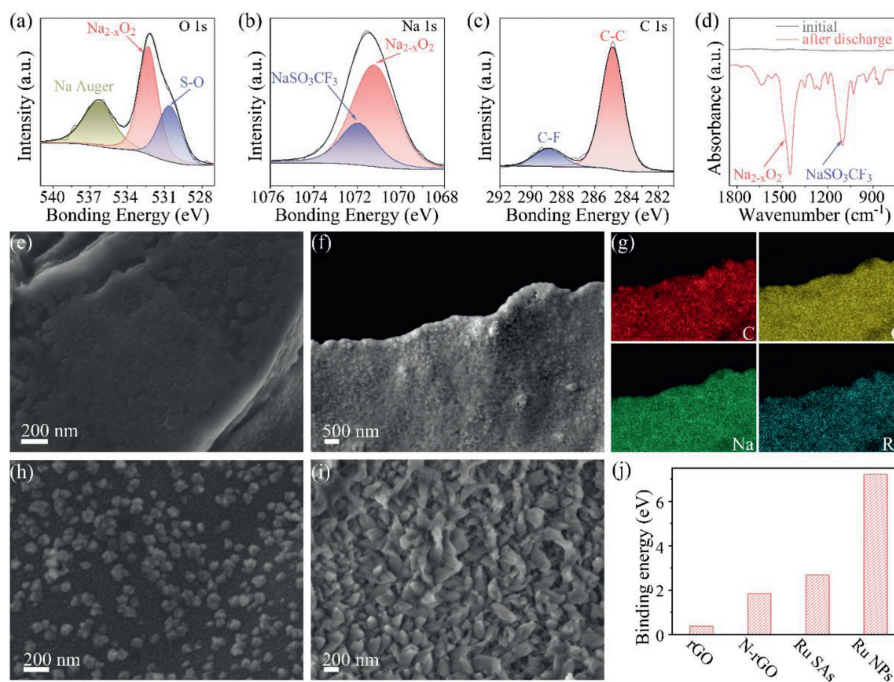 (a) O 1s
Na₂₋ₓO₂
Na Auger
S-O
Intensity (a.u.)
540 536 532 528
Bonding Energy (eV)
(b) Na 1s
Na₂₋ₓO₂
NaSO₃CF₃
Intensity (a.u.)
1076 1074 1072 1070 1068
Bonding Energy (eV)
(c) C 1s
C-C
C-F
Intensity (a.u.)
292 290 288 286 284 282
Bonding Energy (eV)
(d)
initial
after discharge
Absorbance (a.u.)
Na₂₋ₓO₂
NaSO₃CF₃
1800 1500 1200 900
Wavenumber (cm⁻¹)
(e)
200 nm
(f)
500 nm
(g)
C
Na
R
(h)
200 nm
(i)
200 nm
(j)
Binding energy (eV)
6
4
2
0
rGO
N-rGO
Ru SAs
Ru NPs